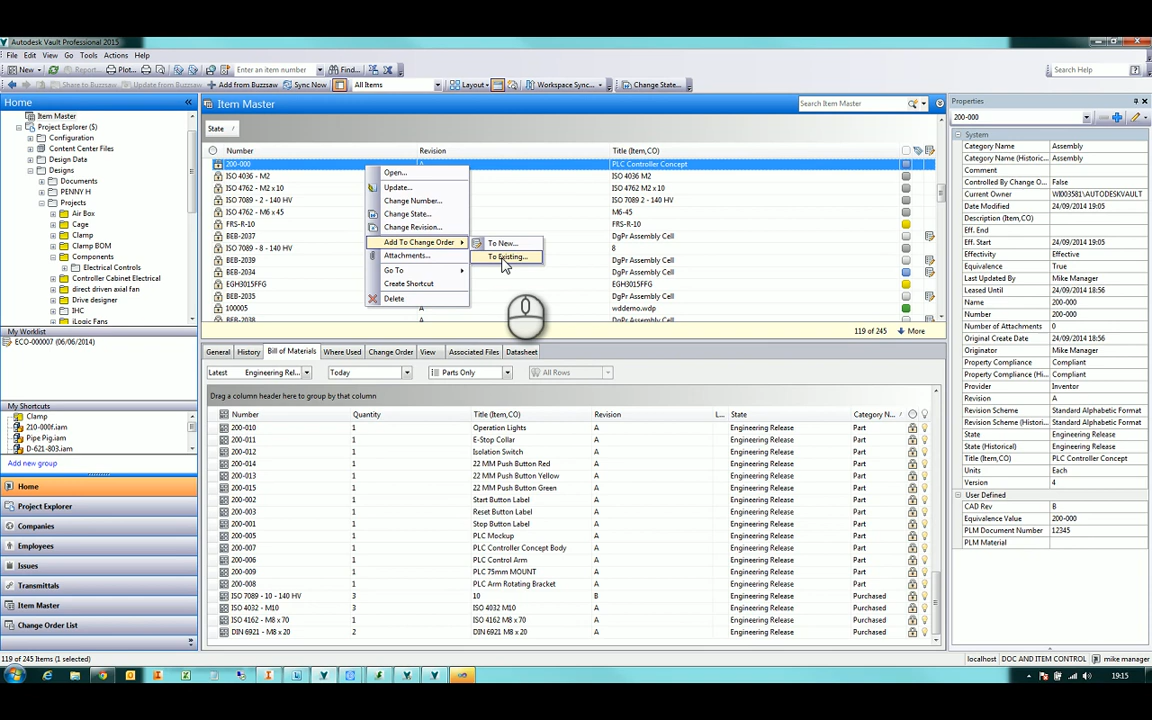 Autodesk Vault Professional 2015
File Edit View Go Tools Actions Help
New Report... Plot... Enter an item number Find...
Share to Buzzsaw Update from Buzzsaw Add from Buzzsaw Sync Now All Items Layout Workspace Sync... Change State... Search Help
Home
Item Master
Project Explorer ($)
Configuration
Content Center Files
Design Data
Designs
Documents
PENNY H
Projects
Air Box
Cage
Clamp
Clamp BOM
Components
Electrical Controls
Controller Cabinet Electrical
direct driven axial fan
Drive designer
IHC
iLogic Files
My Worklist
ECO-000007 (06/06/2014)
My Shortcuts
Clamp
210-000f.iam
Pipe Pig.iam
D-621-803.iam
Add new group
Home
Project Explorer
Companies
Employees
Issues
Transmittals
Item Master
Change Order List
Item Master
Search Item Master
State
Number Revision Title (Item,CO)
200-000 A PLC Controller Concept
ISO 4036 - M2 ISO 4036 M2
ISO 4762 - M2 x 10 ISO 4762 M2x10
ISO 7089 - 2 - 140 HV ISO 7089 2 - 140 HV
ISO 4762 - M6 x 45 M6-45
FRS-R-10 FRS-R-10
BEB-2037 DgPr Assembly Cell
ISO 7089 - 8 - 140 HV 8
BEB-2039 DgPr Assembly Cell
BEB-2034 DgPr Assembly Cell
EGH3015FFG EGH3015FFG
BEB-2035 DgPr Assembly Cell
100005 wddemo.wdp
BEB-2038 A DgPr Assembly Cell
Open...
Update...
Change Number...
Change State...
Change Revision...
Add To Change Order
Attachments...
Go To
Create Shortcut
Delete
To New...
To Existing...
119 of 245 More
General History Bill of Materials Where Used Change Order View Associated Files Datasheet
Latest Engineering Rel... Today Parts Only All Rows
Drag a column header here to group by that column
Number Quantity Title (Item,CO) Revision L... State Category N...
200-010 1 Operation Lights A Engineering Release Part
200-011 1 E-Stop Collar A Engineering Release Part
200-012 1 Isolation Switch A Engineering Release Part
200-014 1 22 MM Push Button Red A Engineering Release Part
200-013 1 22 MM Push Button Yellow A Engineering Release Part
200-015 1 22 MM Push Button Green A Engineering Release Part
200-002 1 Start Button Label A Engineering Release Part
200-003 1 Reset Button Label A Engineering Release Part
200-001 1 Stop Button Label A Engineering Release Part
200-005 1 PLC Mockup A Engineering Release Part
200-007 1 PLC Controller Concept Body A Engineering Release Part
200-006 1 PLC Control Arm A Engineering Release Part
200-009 1 PLC 75mm MOUNT A Engineering Release Part
200-008 1 PLC Arm Rotating Bracket A Engineering Release Part
ISO 7089 - 10 - 140 HV 3 10 B Engineering Release Purchased
ISO 4032 - M10 3 ISO 4032 M10 A Engineering Release Purchased
ISO 4162 - M8 x 70 1 ISO 4162 M8 x 70 A Engineering Release Purchased
DIN 6921 - M8 x 20 2 DIN 6921 M8 x 20 A Engineering Release Purchased
Properties
200-000
System
Category Name Assembly
Category Name (Historic... Assembly
Comment
Controlled By Change O... False
Current Owner WI003581\AUTODESKVAULT
Date Modified 24/09/2014 19:05
Description (Item,CO)
Eff. End
Eff. Start 24/09/2014 18:56
Equivalence True
Has Parent True
Leased Until 24/09/2014 18:56
Name 200-000
Number 200-000
Number of Attachments 0
Original Create Date 24/09/2014 18:56
Originator Mike Manager
Property Compliance Compliant
Property Compliance (Hi... Compliant
Provider Inventor
Revision A
Revision Scheme Standard Alphabetic Format
Revision Scheme (Histori... Standard Alphabetic Format
State Engineering Release
State (Historical) Engineering Release
Title (Item,CO) PLC Controller Concept
Units Each
Version 4
User Defined
CAD Rev B
Equivalence Value 200-000
PLM Document Number 12345
PLM Material
119 of 245 Items (1 selected) localhost DOC AND ITEM CONTROL mike manager
19:15